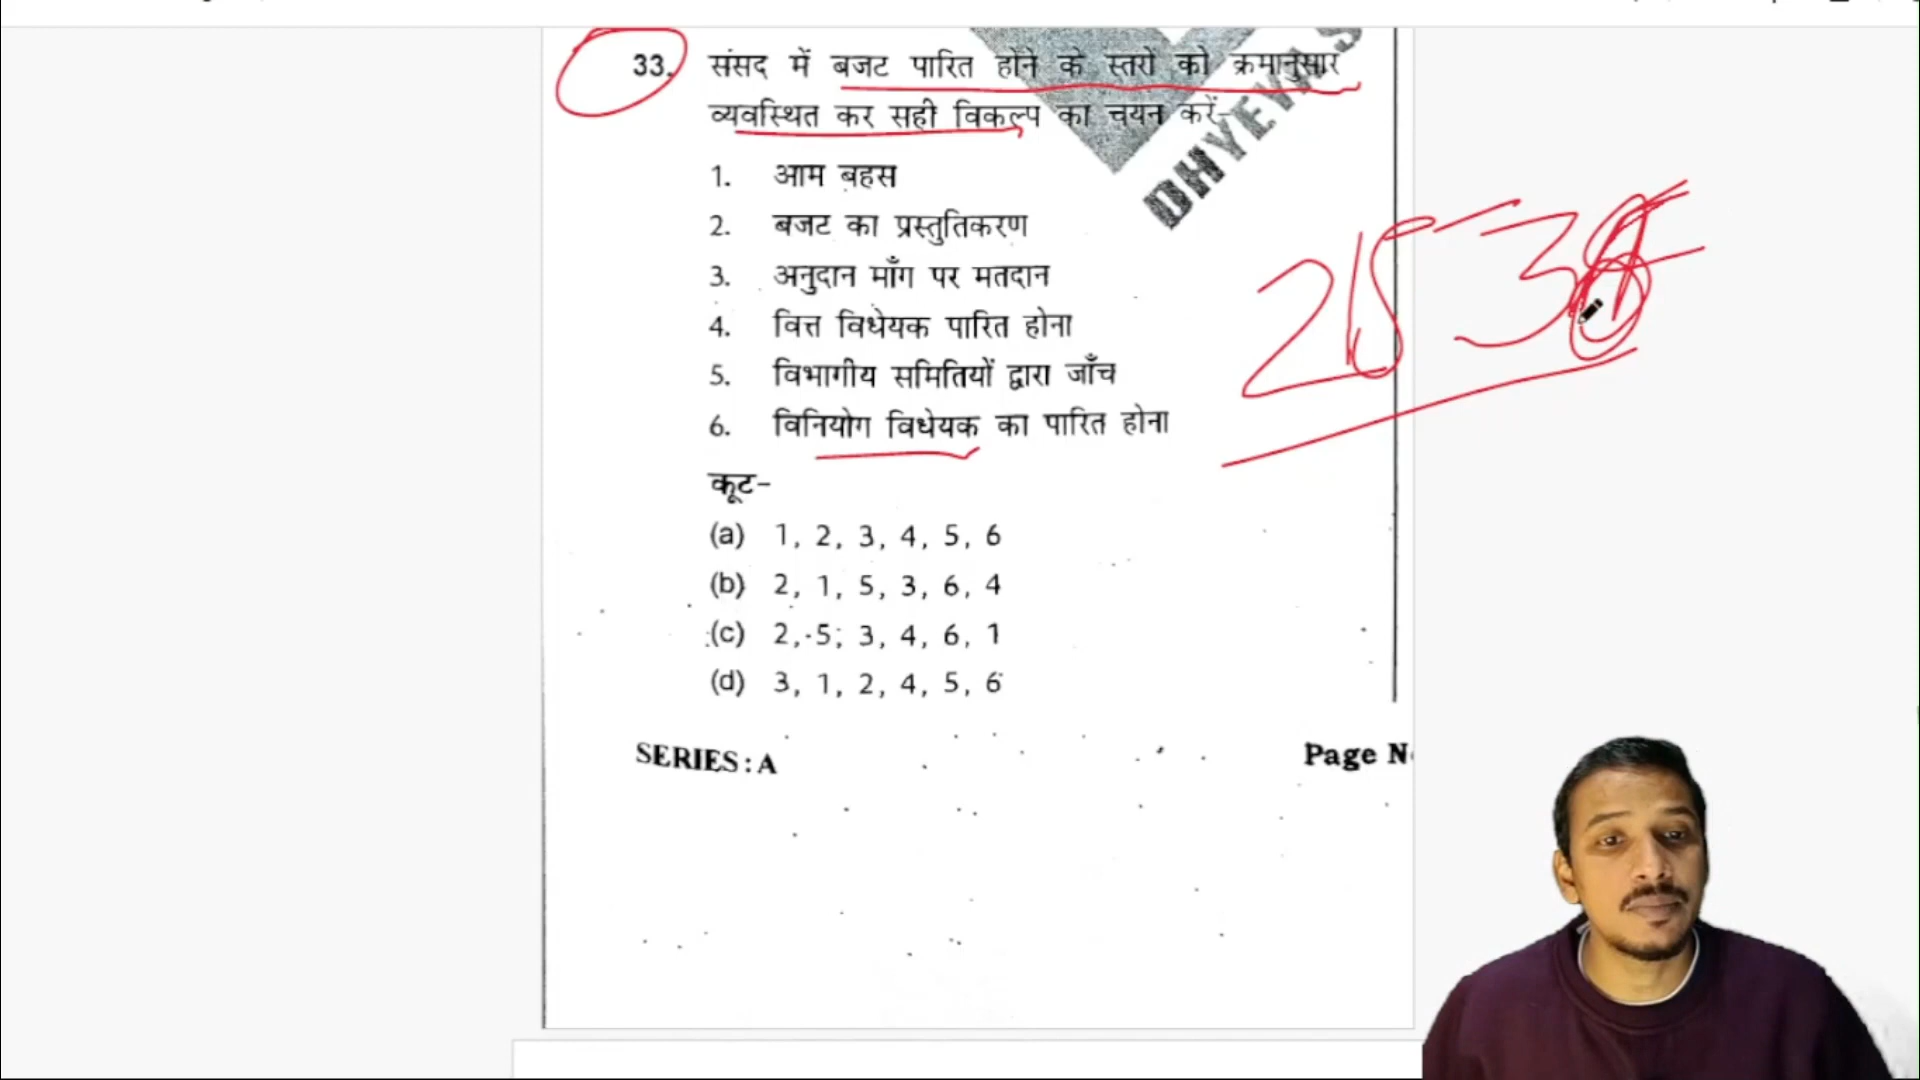 33. संसद में बजट पारित होने के स्तरों को क्रमानुसार
व्यवस्थित कर सही विकल्प का चयन करें-
1. आम बहस
2. बजट का प्रस्तुतिकरण
3. अनुदान माँग पर मतदान
4. वित्त विधेयक पारित होना
5. विभागीय समितियों द्वारा जाँच
6. विनियोग विधेयक का पारित होना
कूट-
(a) 1, 2, 3, 4, 5, 6
(b) 2, 1, 5, 3, 6, 4
(c) 2, 5, 3, 4, 6, 1
(d) 3, 1, 2, 4, 5, 6
SERIES : A
Page N